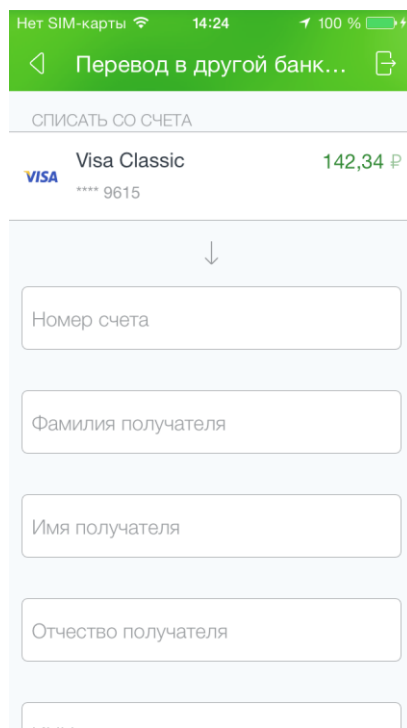 Нет SIM-карты 14:24 100 %
Перевод в другой банк...
СПИСАТЬ СО СЧЕТА
VISA Visa Classic 142,34 ₽
**** 9615
Номер счета
Фамилия получателя
Имя получателя
Отчество получателя